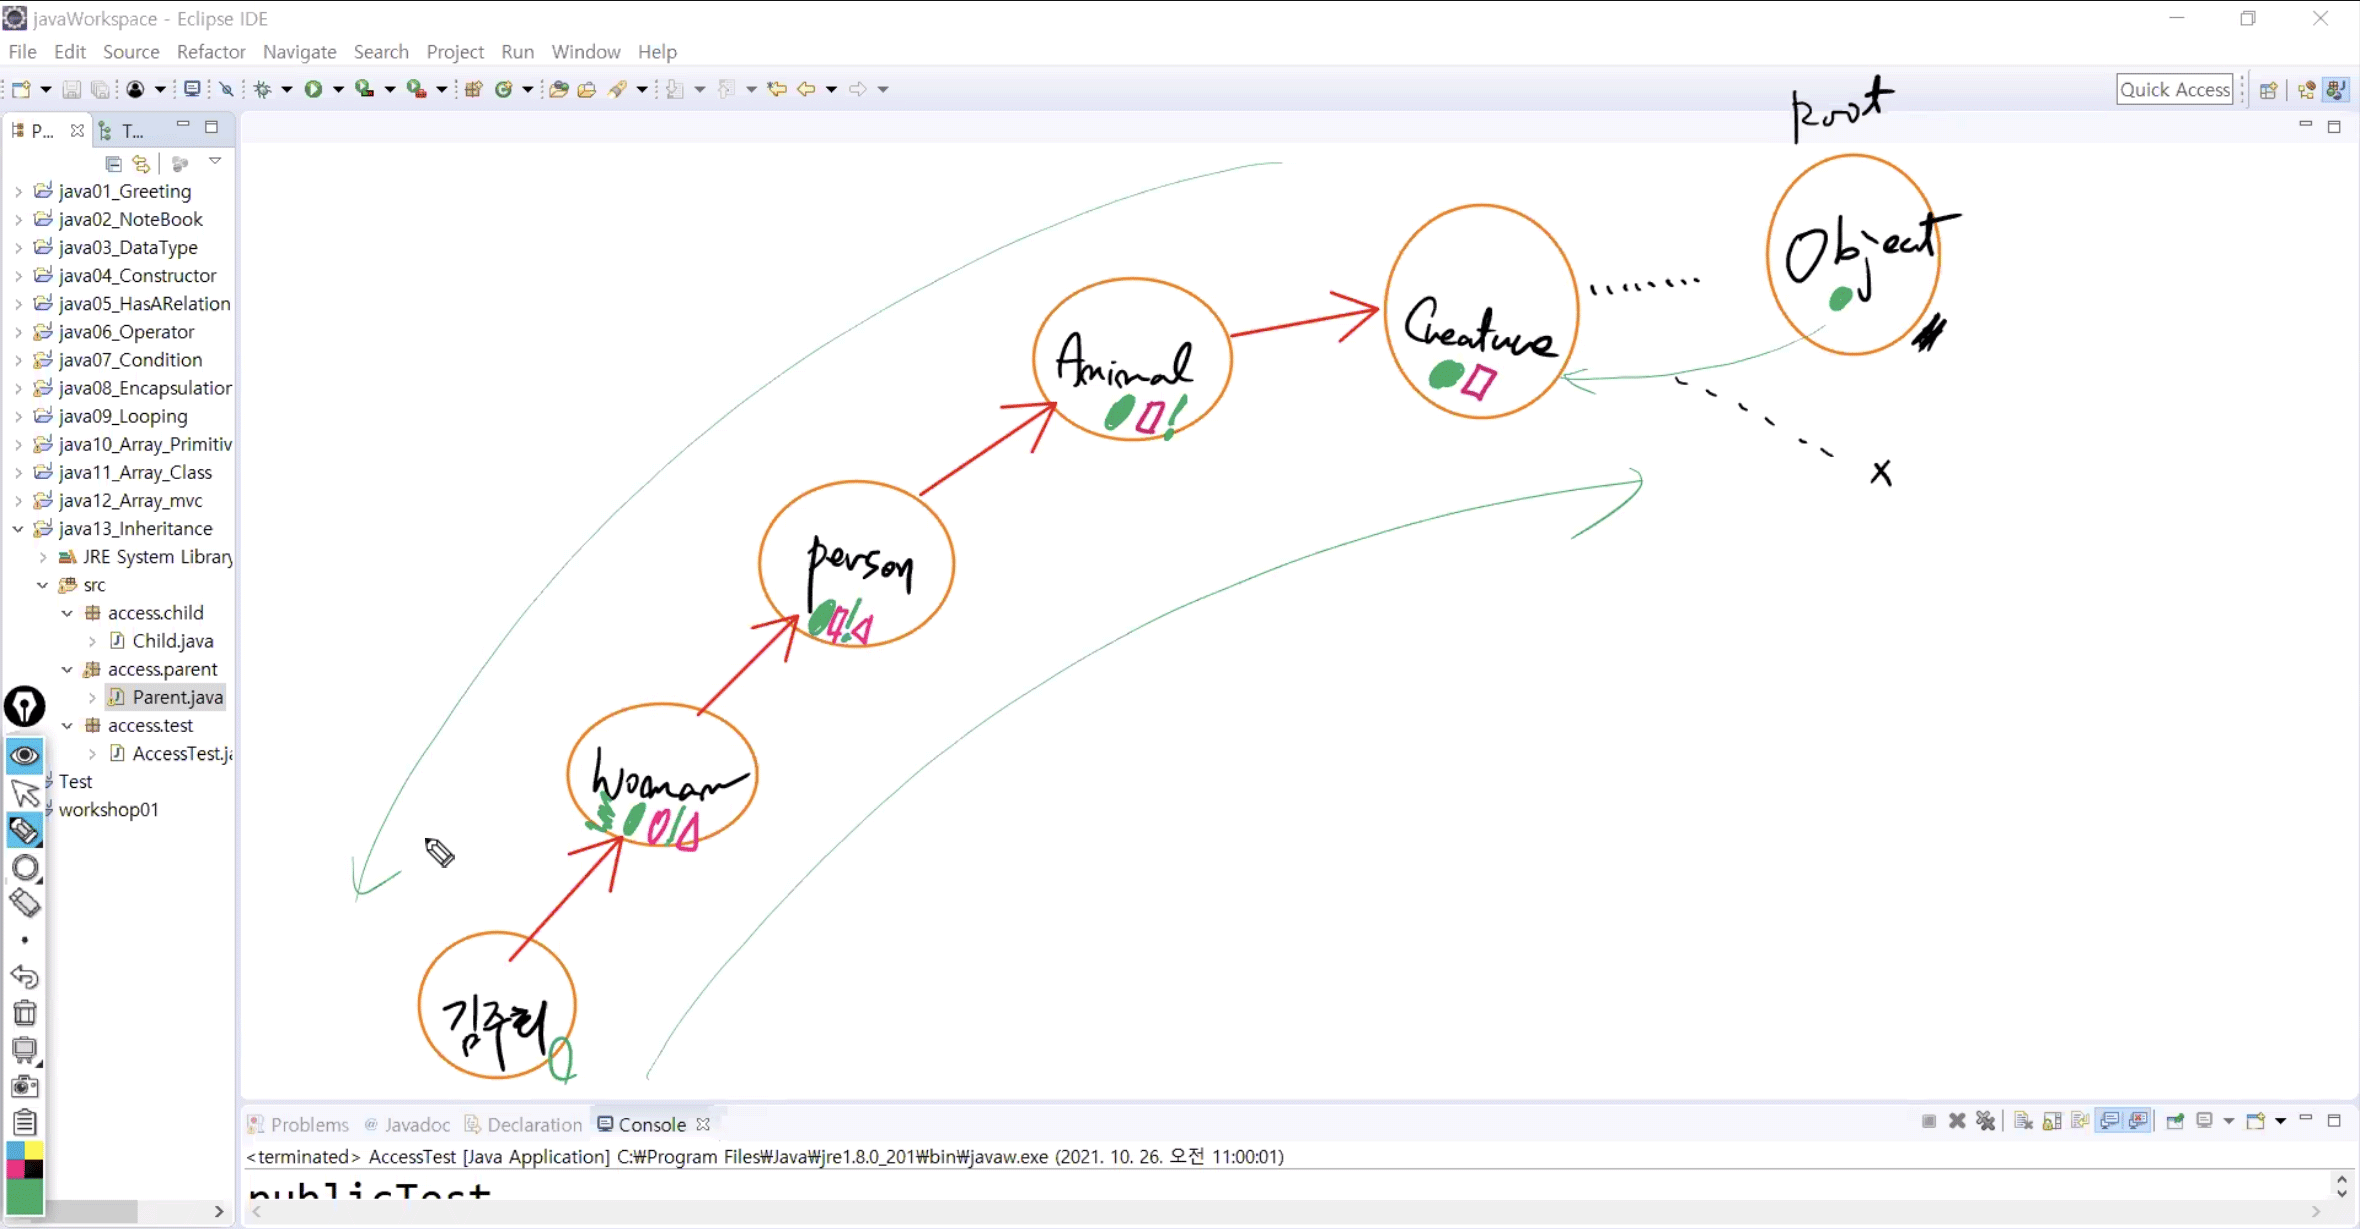 javaWorkspace - Eclipse IDE
File Edit Source Refactor Navigate Search Project Run Window Help
Quick Access
P... T...
java01_Greeting
java02_NoteBook
java03_DataType
java04_Constructor
java05_HasARelation
java06_Operator
java07_Condition
java08_Encapsulation
java09_Looping
java10_Array_Primitiv
java11_Array_Class
java12_Array_mvc
java13_Inheritance
JRE System Library
src
access.child
Child.java
access.parent
Parent.java
access.test
AccessTest.ja
Test
workshop01
Root
Object
Creature
Animal
person
Woman
김주희
x
Problems @ Javadoc Declaration Console
<terminated> AccessTest [Java Application] C:₩Program Files₩Java₩jre1.8.0_201₩bin₩javaw.exe (2021. 10. 26. 오전 11:00:01)
publicTest